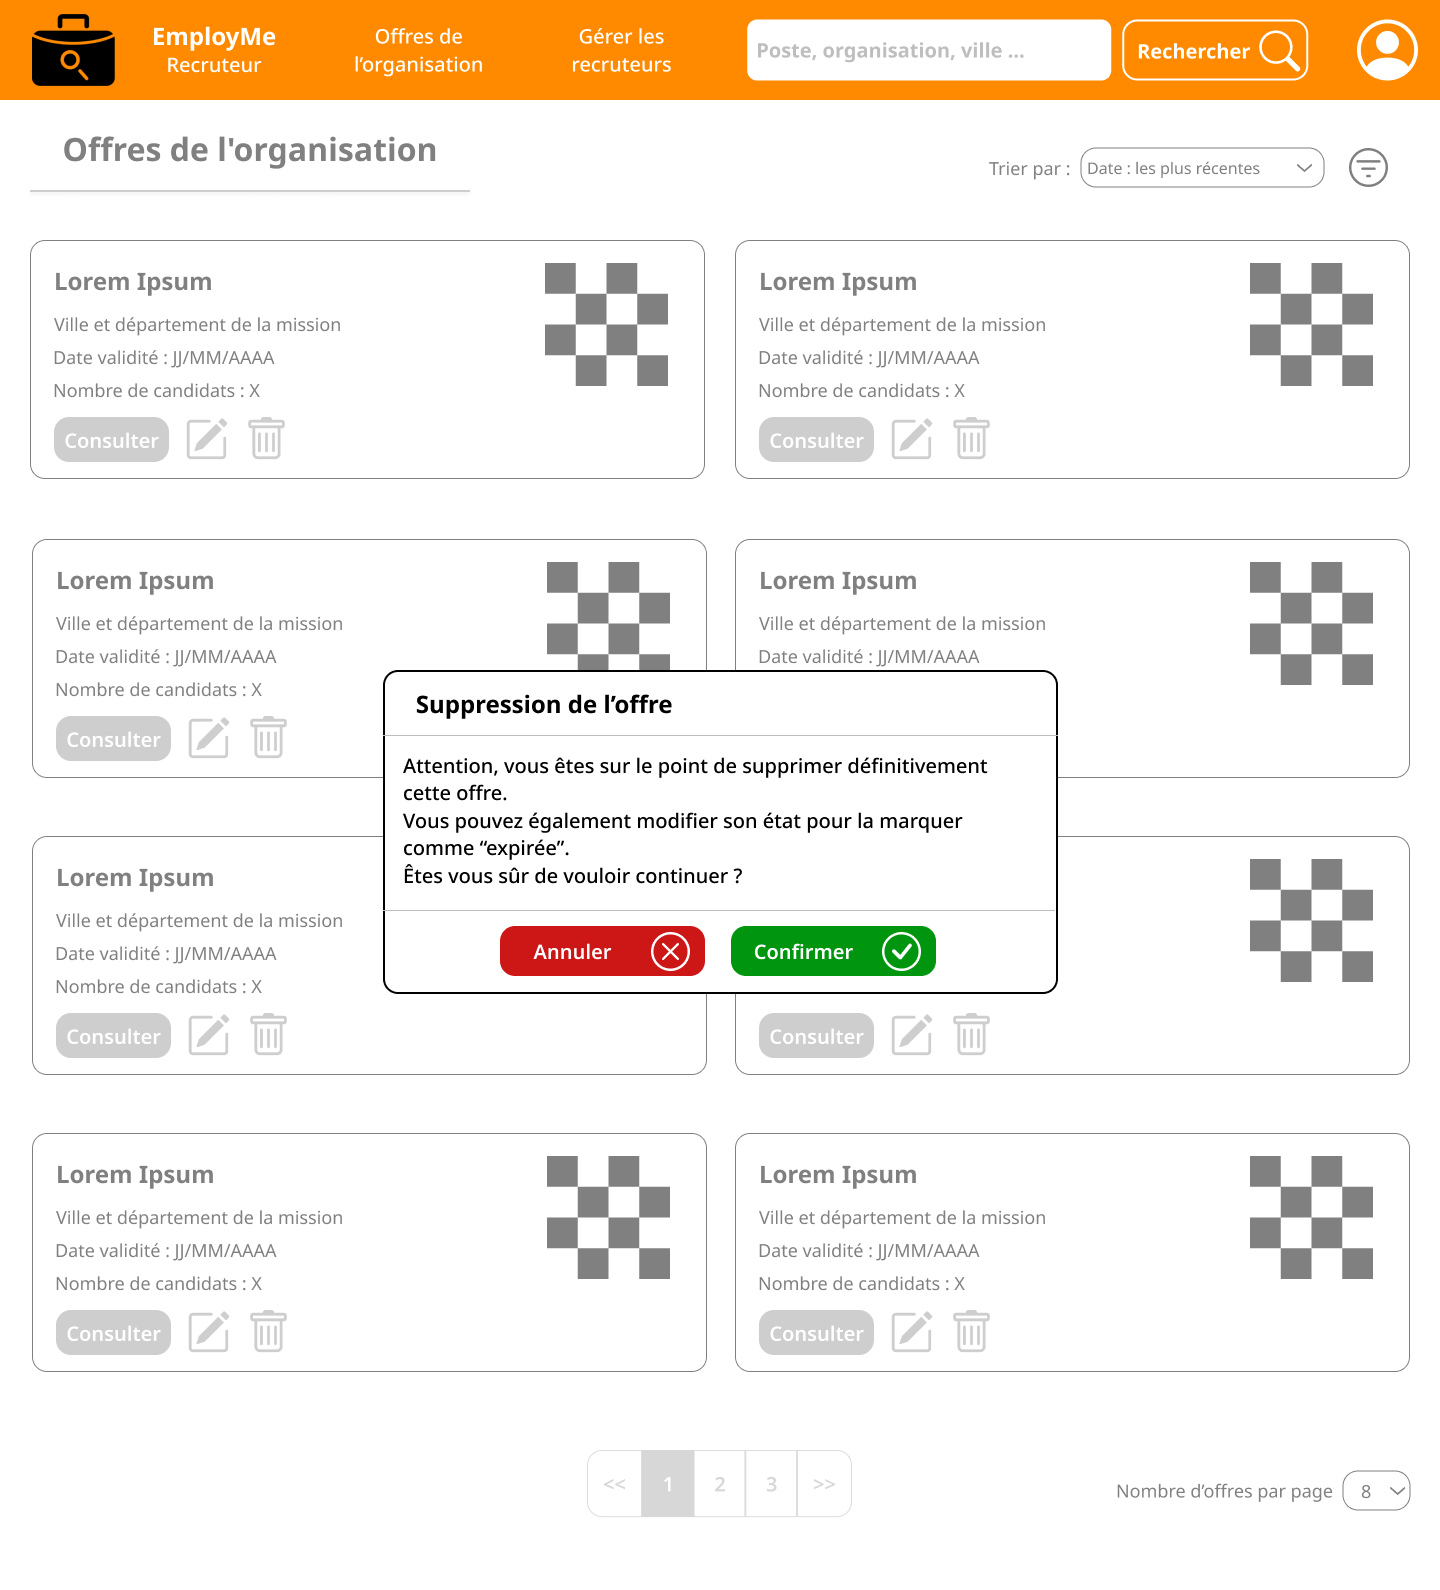 EmployMe
Recruteur
Offres de
l’organisation
Gérer les
recruteurs
Poste, organisation, ville ...
Rechercher
Offres de l'organisation
Trier par :
Date : les plus récentes
Lorem Ipsum
Ville et département de la mission
Date validité : JJ/MM/AAAA
Nombre de candidats : X
Consulter
Lorem Ipsum
Ville et département de la mission
Date validité : JJ/MM/AAAA
Nombre de candidats : X
Consulter
Lorem Ipsum
Ville et département de la mission
Date validité : JJ/MM/AAAA
Nombre de candidats : X
Consulter
Lorem Ipsum
Ville et département de la mission
Date validité : JJ/MM/AAAA
Suppression de l’offre
Attention, vous êtes sur le point de supprimer définitivement
cette offre.
Vous pouvez également modifier son état pour la marquer
comme “expirée”.
Êtes vous sûr de vouloir continuer ?
Annuler
Confirmer
Lorem Ipsum
Ville et département de la mission
Date validité : JJ/MM/AAAA
Nombre de candidats : X
Consulter
Consulter
Lorem Ipsum
Ville et département de la mission
Date validité : JJ/MM/AAAA
Nombre de candidats : X
Consulter
Lorem Ipsum
Ville et département de la mission
Date validité : JJ/MM/AAAA
Nombre de candidats : X
Consulter
<< 1 2 3 >>
Nombre d’offres par page
8